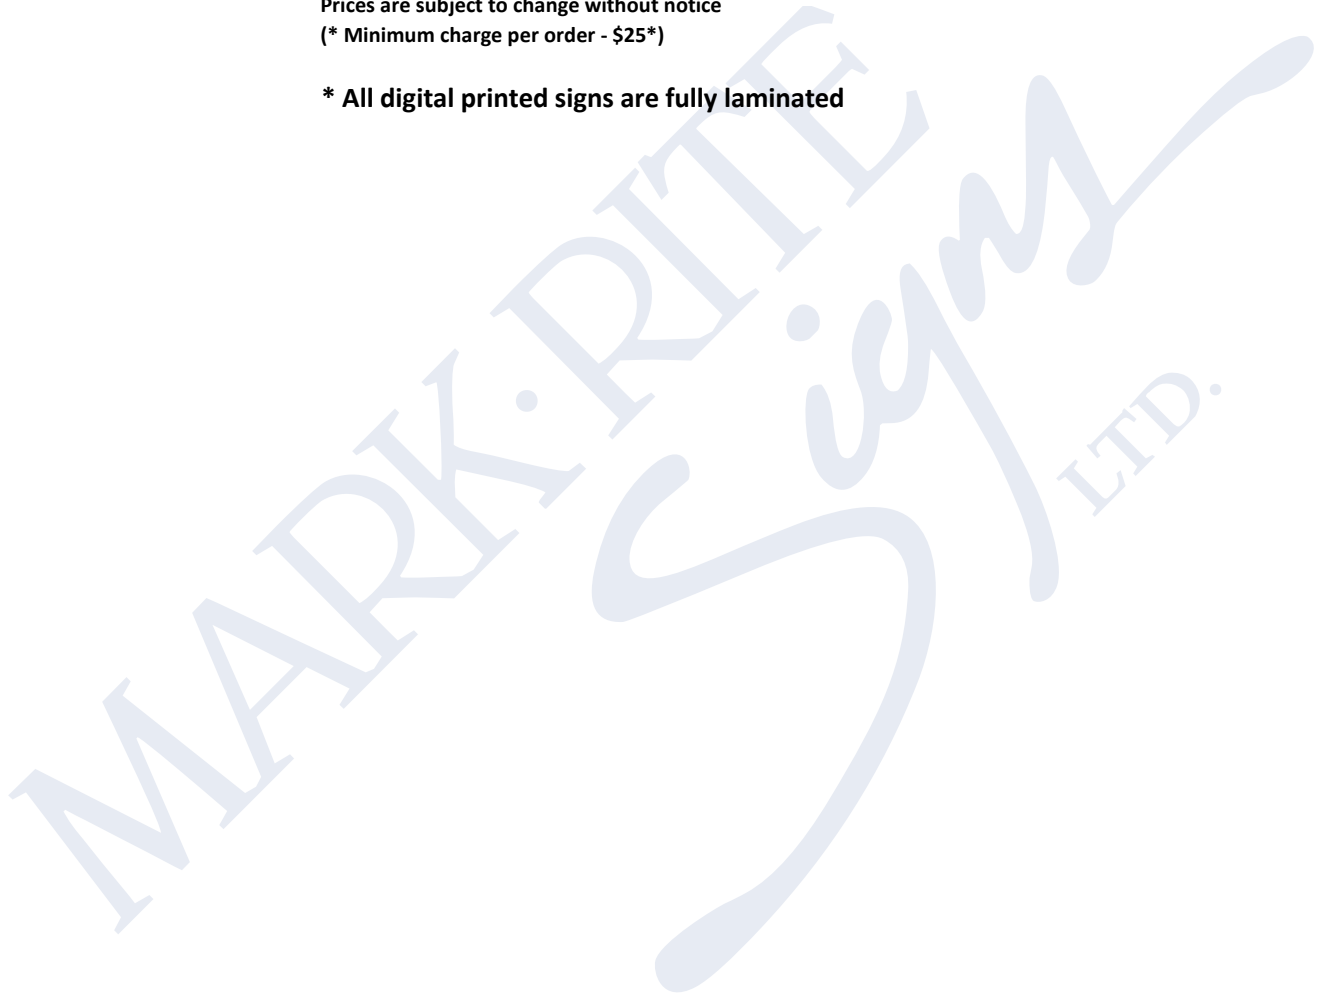 Prices are subject to change without notice
(* Minimum charge per order - $25*)
* All digital printed signs are fully laminated
MARK·RITE
Signs
LTD.